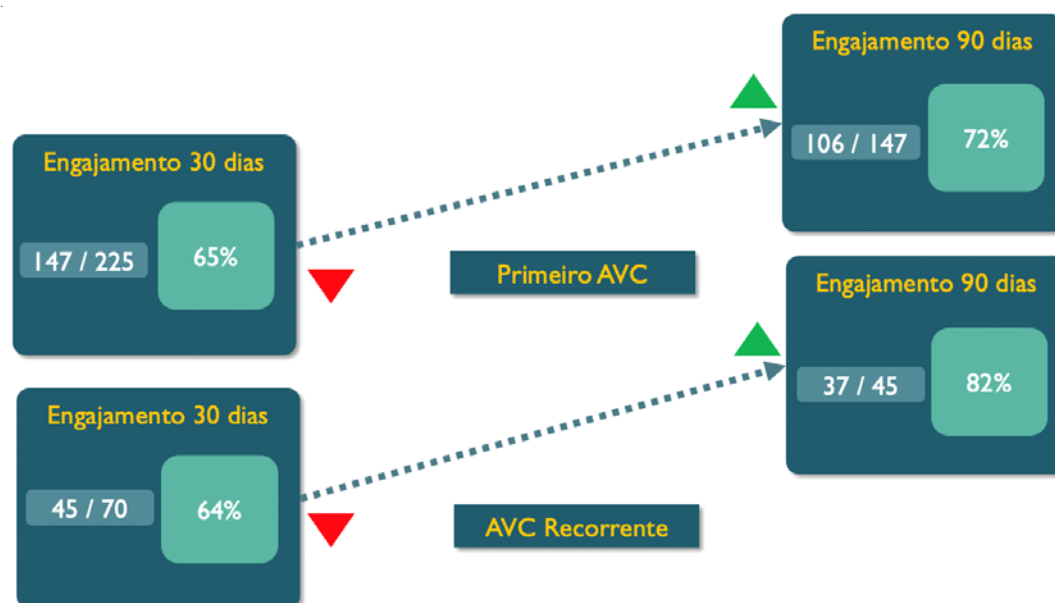 Engajamento 90 dias
106 / 147
72%
Engajamento 30 dias
147 / 225
65%
Primeiro AVC
Engajamento 90 dias
37 / 45
82%
Engajamento 30 dias
45 / 70
64%
AVC Recorrente